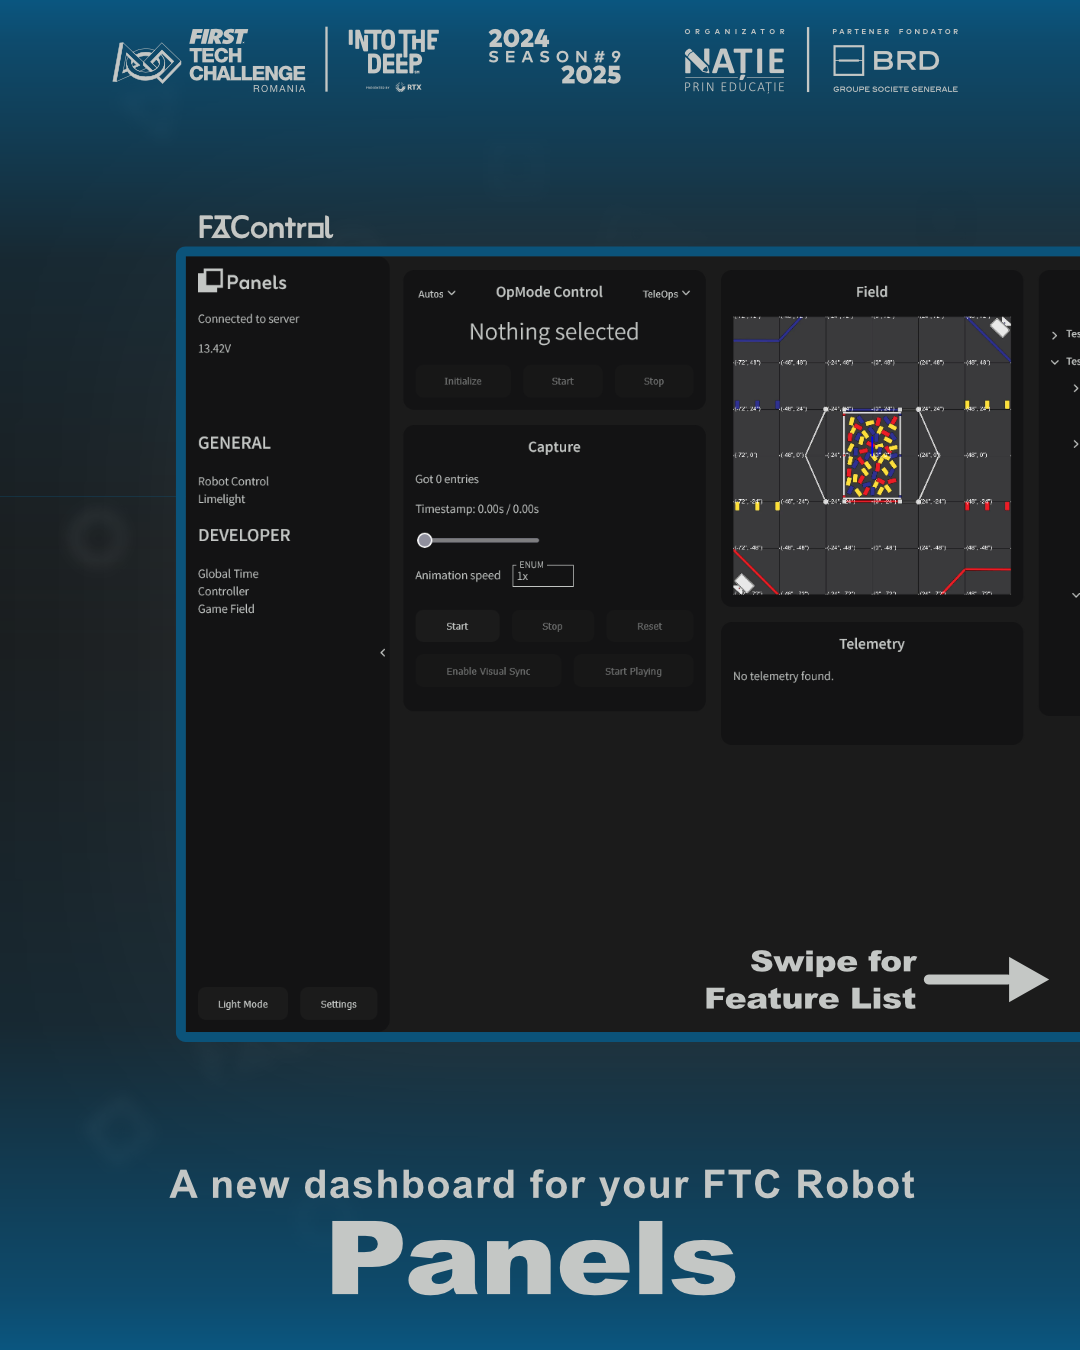 FIRST
TECH
CHALLENGE
ROMANIA
INTO THE
DEEP
PRESENTED BY RTX
2024
SEASON#9
2025
ORGANIZATOR
NAȚIE
PRIN EDUCAȚIE
PARTENER FONDATOR
BRD
GROUPE SOCIETE GENERALE
FTControl
Panels
Connected to server
13.42V
GENERAL
Robot Control
Limelight
DEVELOPER
Global Time
Controller
Game Field
Light Mode
Settings
Autos
OpMode Control
TeleOps
Nothing selected
Initialize
Start
Stop
Capture
Got 0 entries
Timestamp: 0.00s / 0.00s
Animation speed
ENUM
1x
Start
Stop
Reset
Enable Visual Sync
Start Playing
Field
Telemetry
No telemetry found.
Tes
Tes
Swipe for
Feature List
A new dashboard for your FTC Robot
Panels